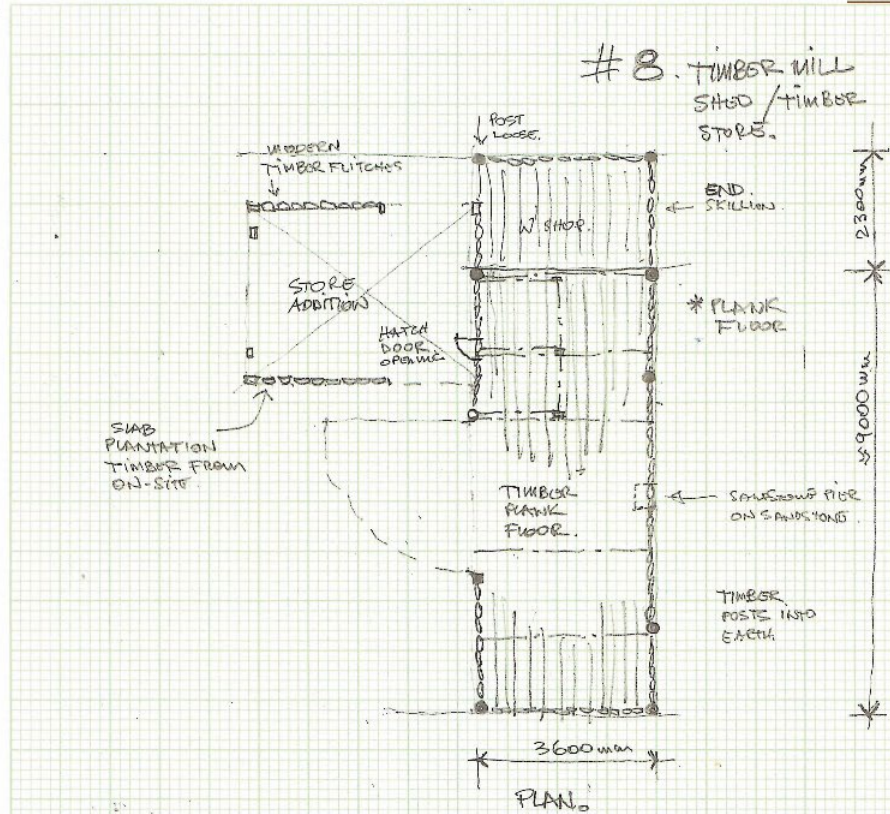 # 8. TIMBER MILL
SHED / TIMBER
STORE.
POST
LOOSE.
MODERN
TIMBER FLITCHES
END.
SKILLION.
2300mm
W'SHOP.
STORE
ADDITION
* PLANK
FLOOR
HATCH
DOOR
OPENING
≈9000mm
SLAB
PLANTATION
TIMBER FROM
ON-SITE.
TIMBER
PLANK
FLOOR.
SANDSTONE PIER
ON SANDSTONE.
TIMBER
POSTS INTO
EARTH.
3600mm
PLAN.